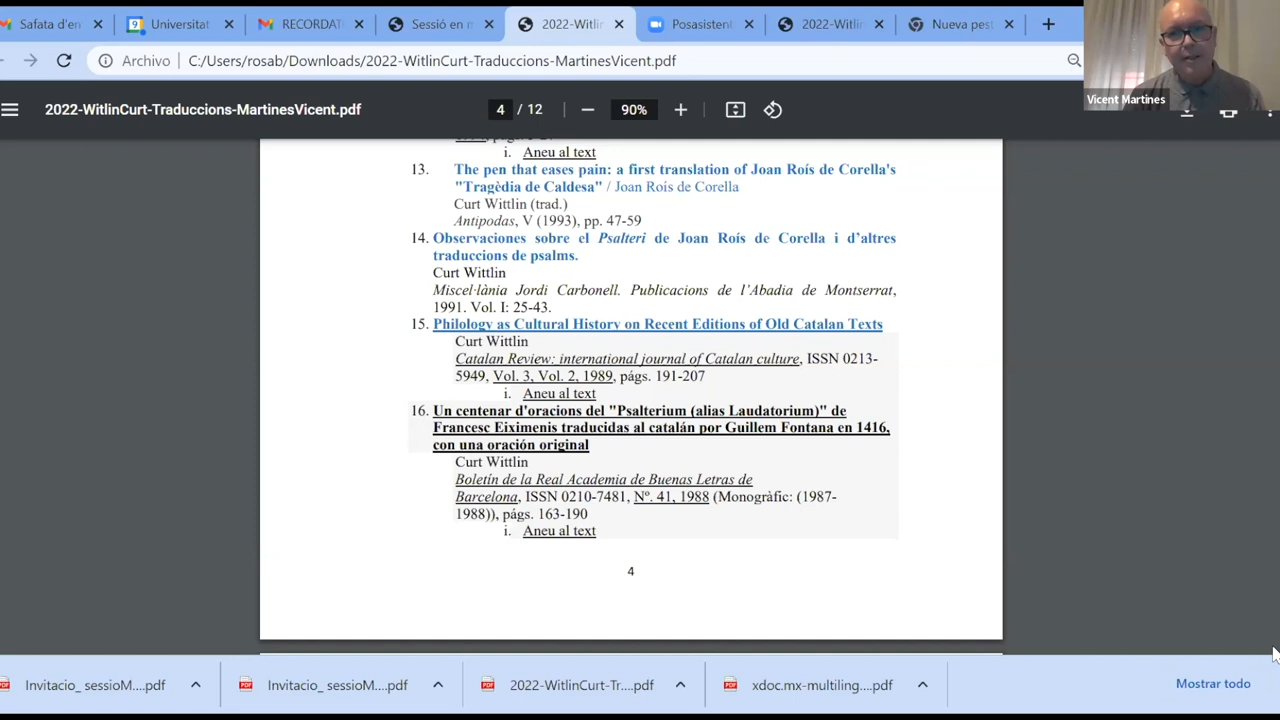 Safata d'en
Universitat
RECORDAT
Sessió en m
2022-Witlin
Posasistent
2022-Witlin
Nueva pest
Archivo
C:/Users/rosab/Downloads/2022-WitlinCurt-Traduccions-MartinesVicent.pdf
Vicent Martines
2022-WitlinCurt-Traduccions-MartinesVicent.pdf
4 / 12
90%
i. Aneu al text
13. The pen that eases pain: a first translation of Joan Roís de Corella's
"Tragèdia de Caldesa" / Joan Roís de Corella
Curt Wittlin (trad.)
Antipodas, V (1993), pp. 47-59
14. Observaciones sobre el Psalteri de Joan Roís de Corella i d'altres
traduccions de psalms.
Curt Wittlin
Miscel·lània Jordi Carbonell. Publicacions de l'Abadia de Montserrat,
1991. Vol. I: 25-43.
15. Philology as Cultural History on Recent Editions of Old Catalan Texts
Curt Wittlin
Catalan Review: international journal of Catalan culture, ISSN 0213-
5949, Vol. 3, Vol. 2, 1989, págs. 191-207
i. Aneu al text
16. Un centenar d'oracions del "Psalterium (alias Laudatorium)" de
Francesc Eiximenis traducidas al catalán por Guillem Fontana en 1416,
con una oración original
Curt Wittlin
Boletín de la Real Academia de Buenas Letras de
Barcelona, ISSN 0210-7481, Nº. 41, 1988 (Monogràfic: (1987-
1988)), págs. 163-190
i. Aneu al text
4
Invitacio_ sessioM....pdf
Invitacio_ sessioM....pdf
2022-WitlinCurt-Tr....pdf
xdoc.mx-multiling....pdf
Mostrar todo